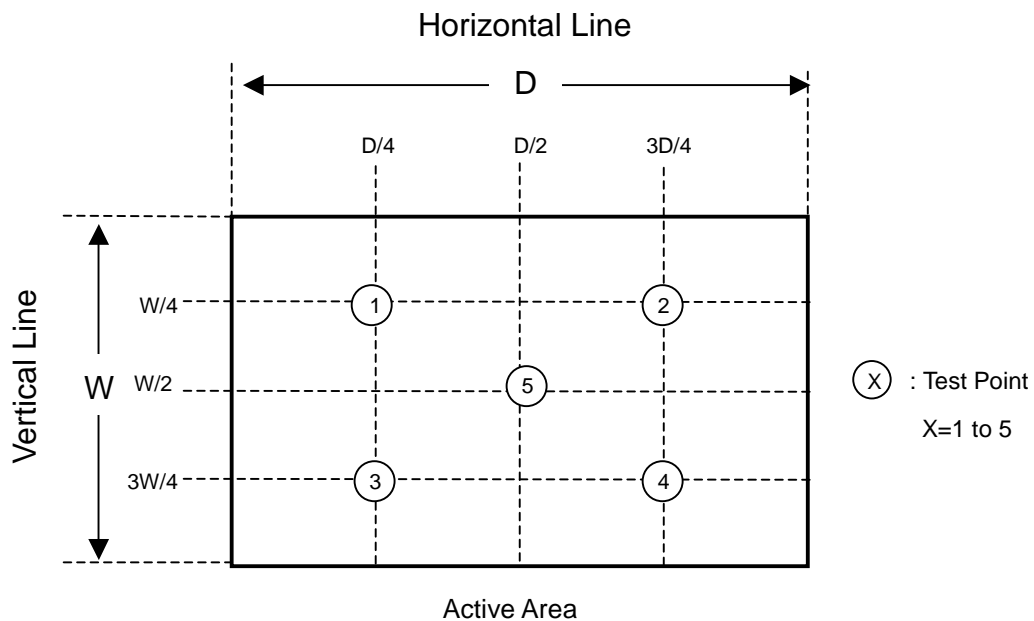 Horizontal Line
D
D/4 D/2 3D/4
Vertical Line
W
W/4
W/2
3W/4
1
2
5
3
4
X : Test Point
X=1 to 5
Active Area